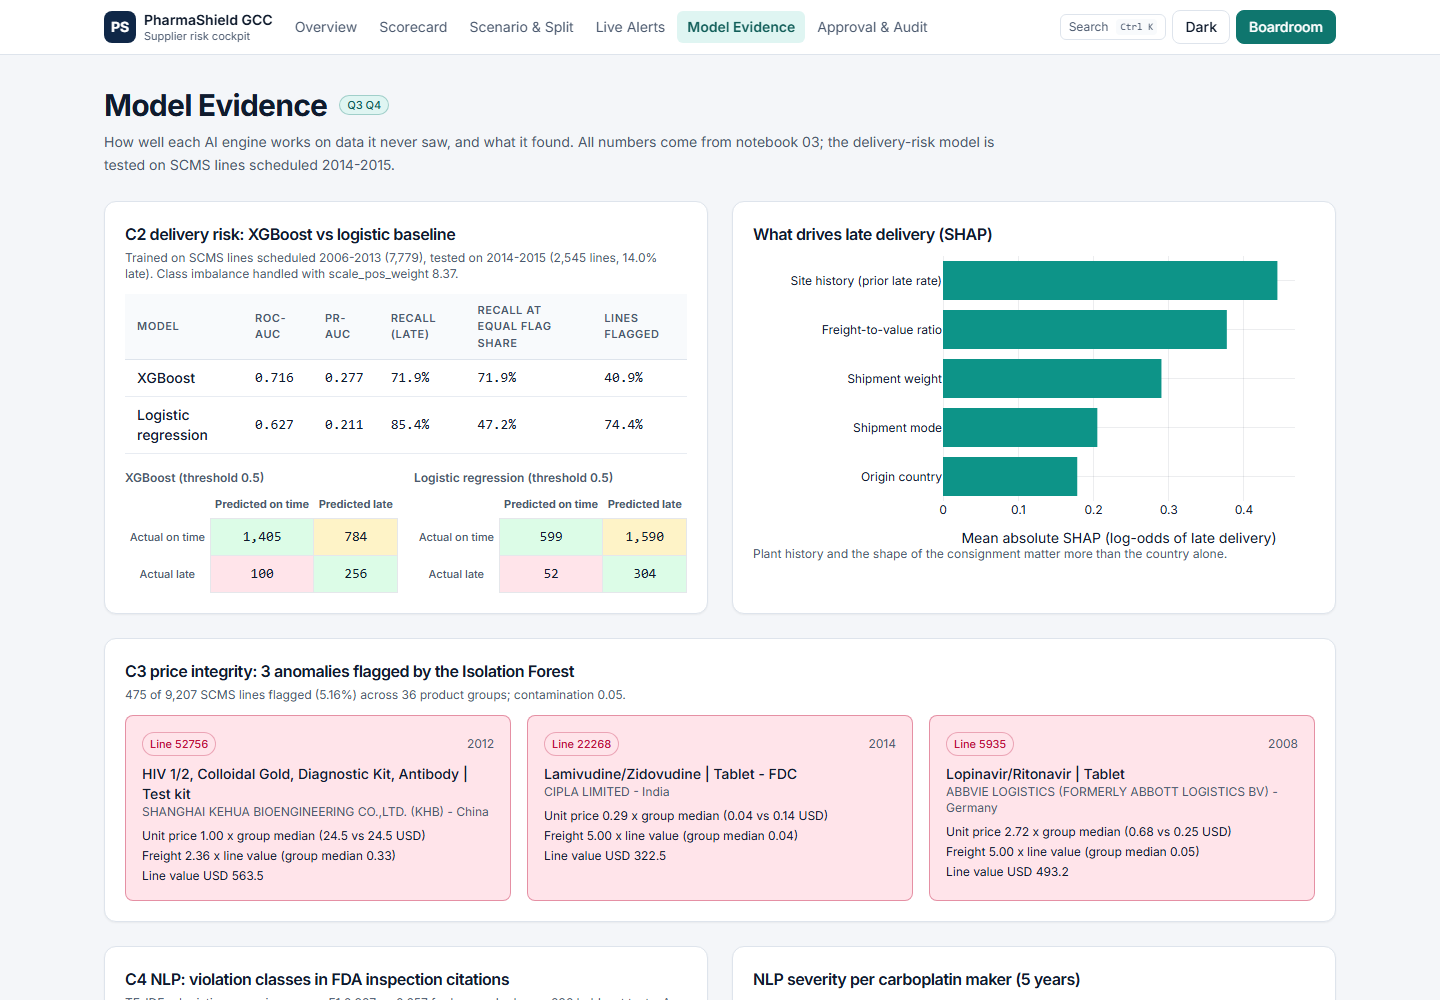 PS
PharmaShield GCC
Supplier risk cockpit
Overview
Scorecard
Scenario & Split
Live Alerts
Model Evidence
Approval & Audit
Search Ctrl K
Dark
Boardroom
Model Evidence
Q3 Q4
How well each AI engine works on data it never saw, and what it found. All numbers come from notebook 03; the delivery-risk model is
tested on SCMS lines scheduled 2014-2015.
C2 delivery risk: XGBoost vs logistic baseline
Trained on SCMS lines scheduled 2006-2013 (7,779), tested on 2014-2015 (2,545 lines, 14.0%
late). Class imbalance handled with scale_pos_weight 8.37.
MODEL
ROC-
AUC
PR-
AUC
RECALL
(LATE)
RECALL AT
EQUAL FLAG
SHARE
LINES
FLAGGED
XGBoost 0.716 0.277 71.9% 71.9% 40.9%
Logistic
regression
0.627 0.211 85.4% 47.2% 74.4%
XGBoost (threshold 0.5)
Predicted on time Predicted late
Actual on time 1,405 784
Actual late 100 256
Logistic regression (threshold 0.5)
Predicted on time Predicted late
Actual on time 599 1,590
Actual late 52 304
What drives late delivery (SHAP)
Site history (prior late rate)
Freight-to-value ratio
Shipment weight
Shipment mode
Origin country
0 0.1 0.2 0.3 0.4
Mean absolute SHAP (log-odds of late delivery)
Plant history and the shape of the consignment matter more than the country alone.
C3 price integrity: 3 anomalies flagged by the Isolation Forest
475 of 9,207 SCMS lines flagged (5.16%) across 36 product groups; contamination 0.05.
Line 52756 2012
HIV 1/2, Colloidal Gold, Diagnostic Kit, Antibody |
Test kit
SHANGHAI KEHUA BIOENGINEERING CO.,LTD. (KHB) - China
Unit price 1.00 x group median (24.5 vs 24.5 USD)
Freight 2.36 x line value (group median 0.33)
Line value USD 563.5
Line 22268 2014
Lamivudine/Zidovudine | Tablet - FDC
CIPLA LIMITED - India
Unit price 0.29 x group median (0.04 vs 0.14 USD)
Freight 5.00 x line value (group median 0.04)
Line value USD 322.5
Line 5935 2008
Lopinavir/Ritonavir | Tablet
ABBVIE LOGISTICS (FORMERLY ABBOTT LOGISTICS BV) -
Germany
Unit price 2.72 x group median (0.68 vs 0.25 USD)
Freight 5.00 x line value (group median 0.05)
Line value USD 493.2
C4 NLP: violation classes in FDA inspection citations
NLP severity per carboplatin maker (5 years)